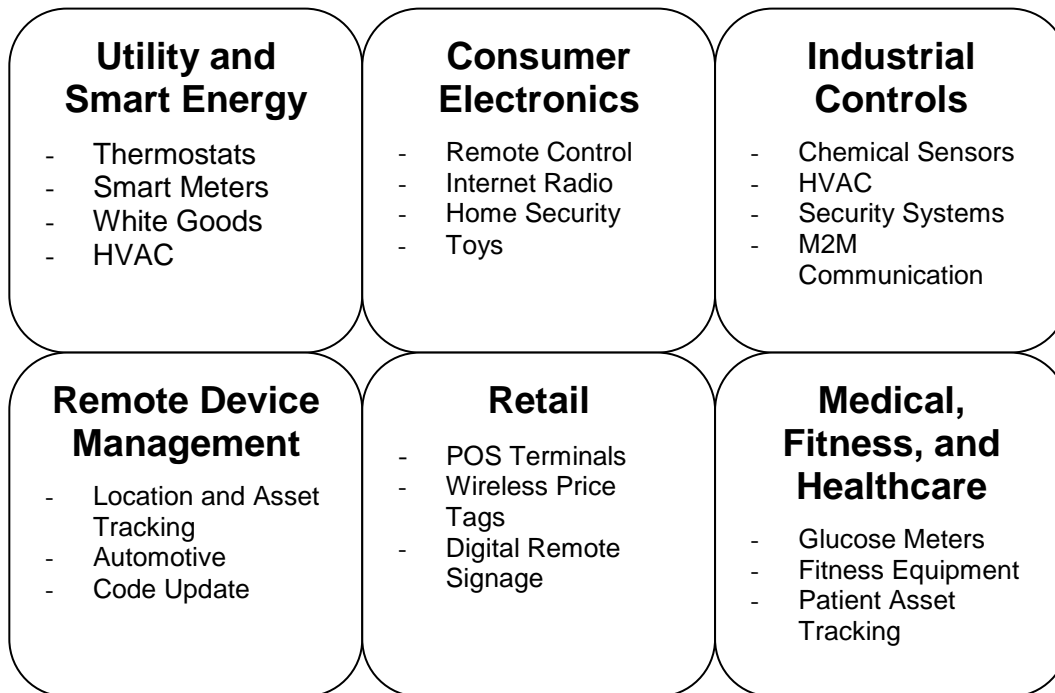 Utility and
Smart Energy
- Thermostats
- Smart Meters
- White Goods
- HVAC
Consumer
Electronics
- Remote Control
- Internet Radio
- Home Security
- Toys
Industrial
Controls
- Chemical Sensors
- HVAC
- Security Systems
- M2M
Communication
Remote Device
Management
- Location and Asset
Tracking
- Automotive
- Code Update
Retail
- POS Terminals
- Wireless Price
Tags
- Digital Remote
Signage
Medical,
Fitness, and
Healthcare
- Glucose Meters
- Fitness Equipment
- Patient Asset
Tracking